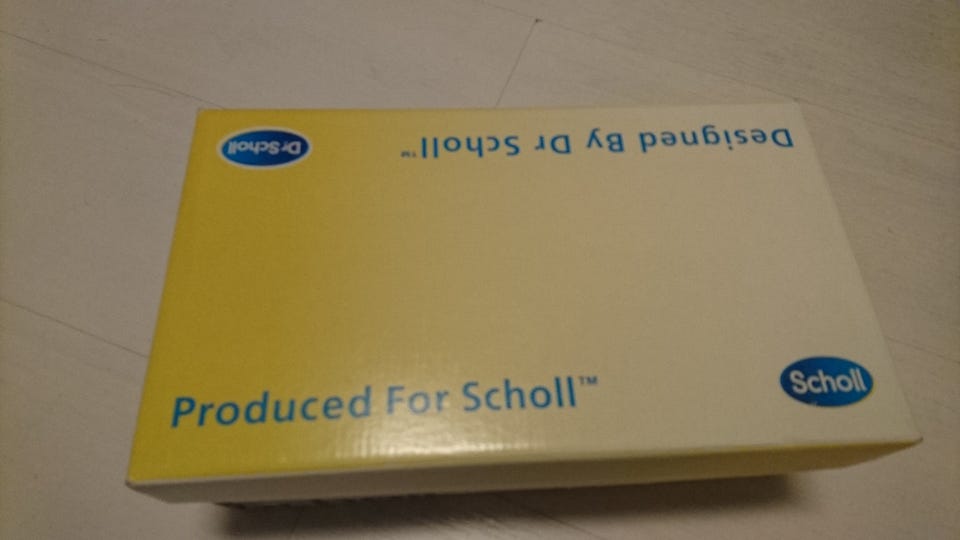 Dr Scholl
Designed By Dr Scholl™
Produced For Scholl™
Scholl